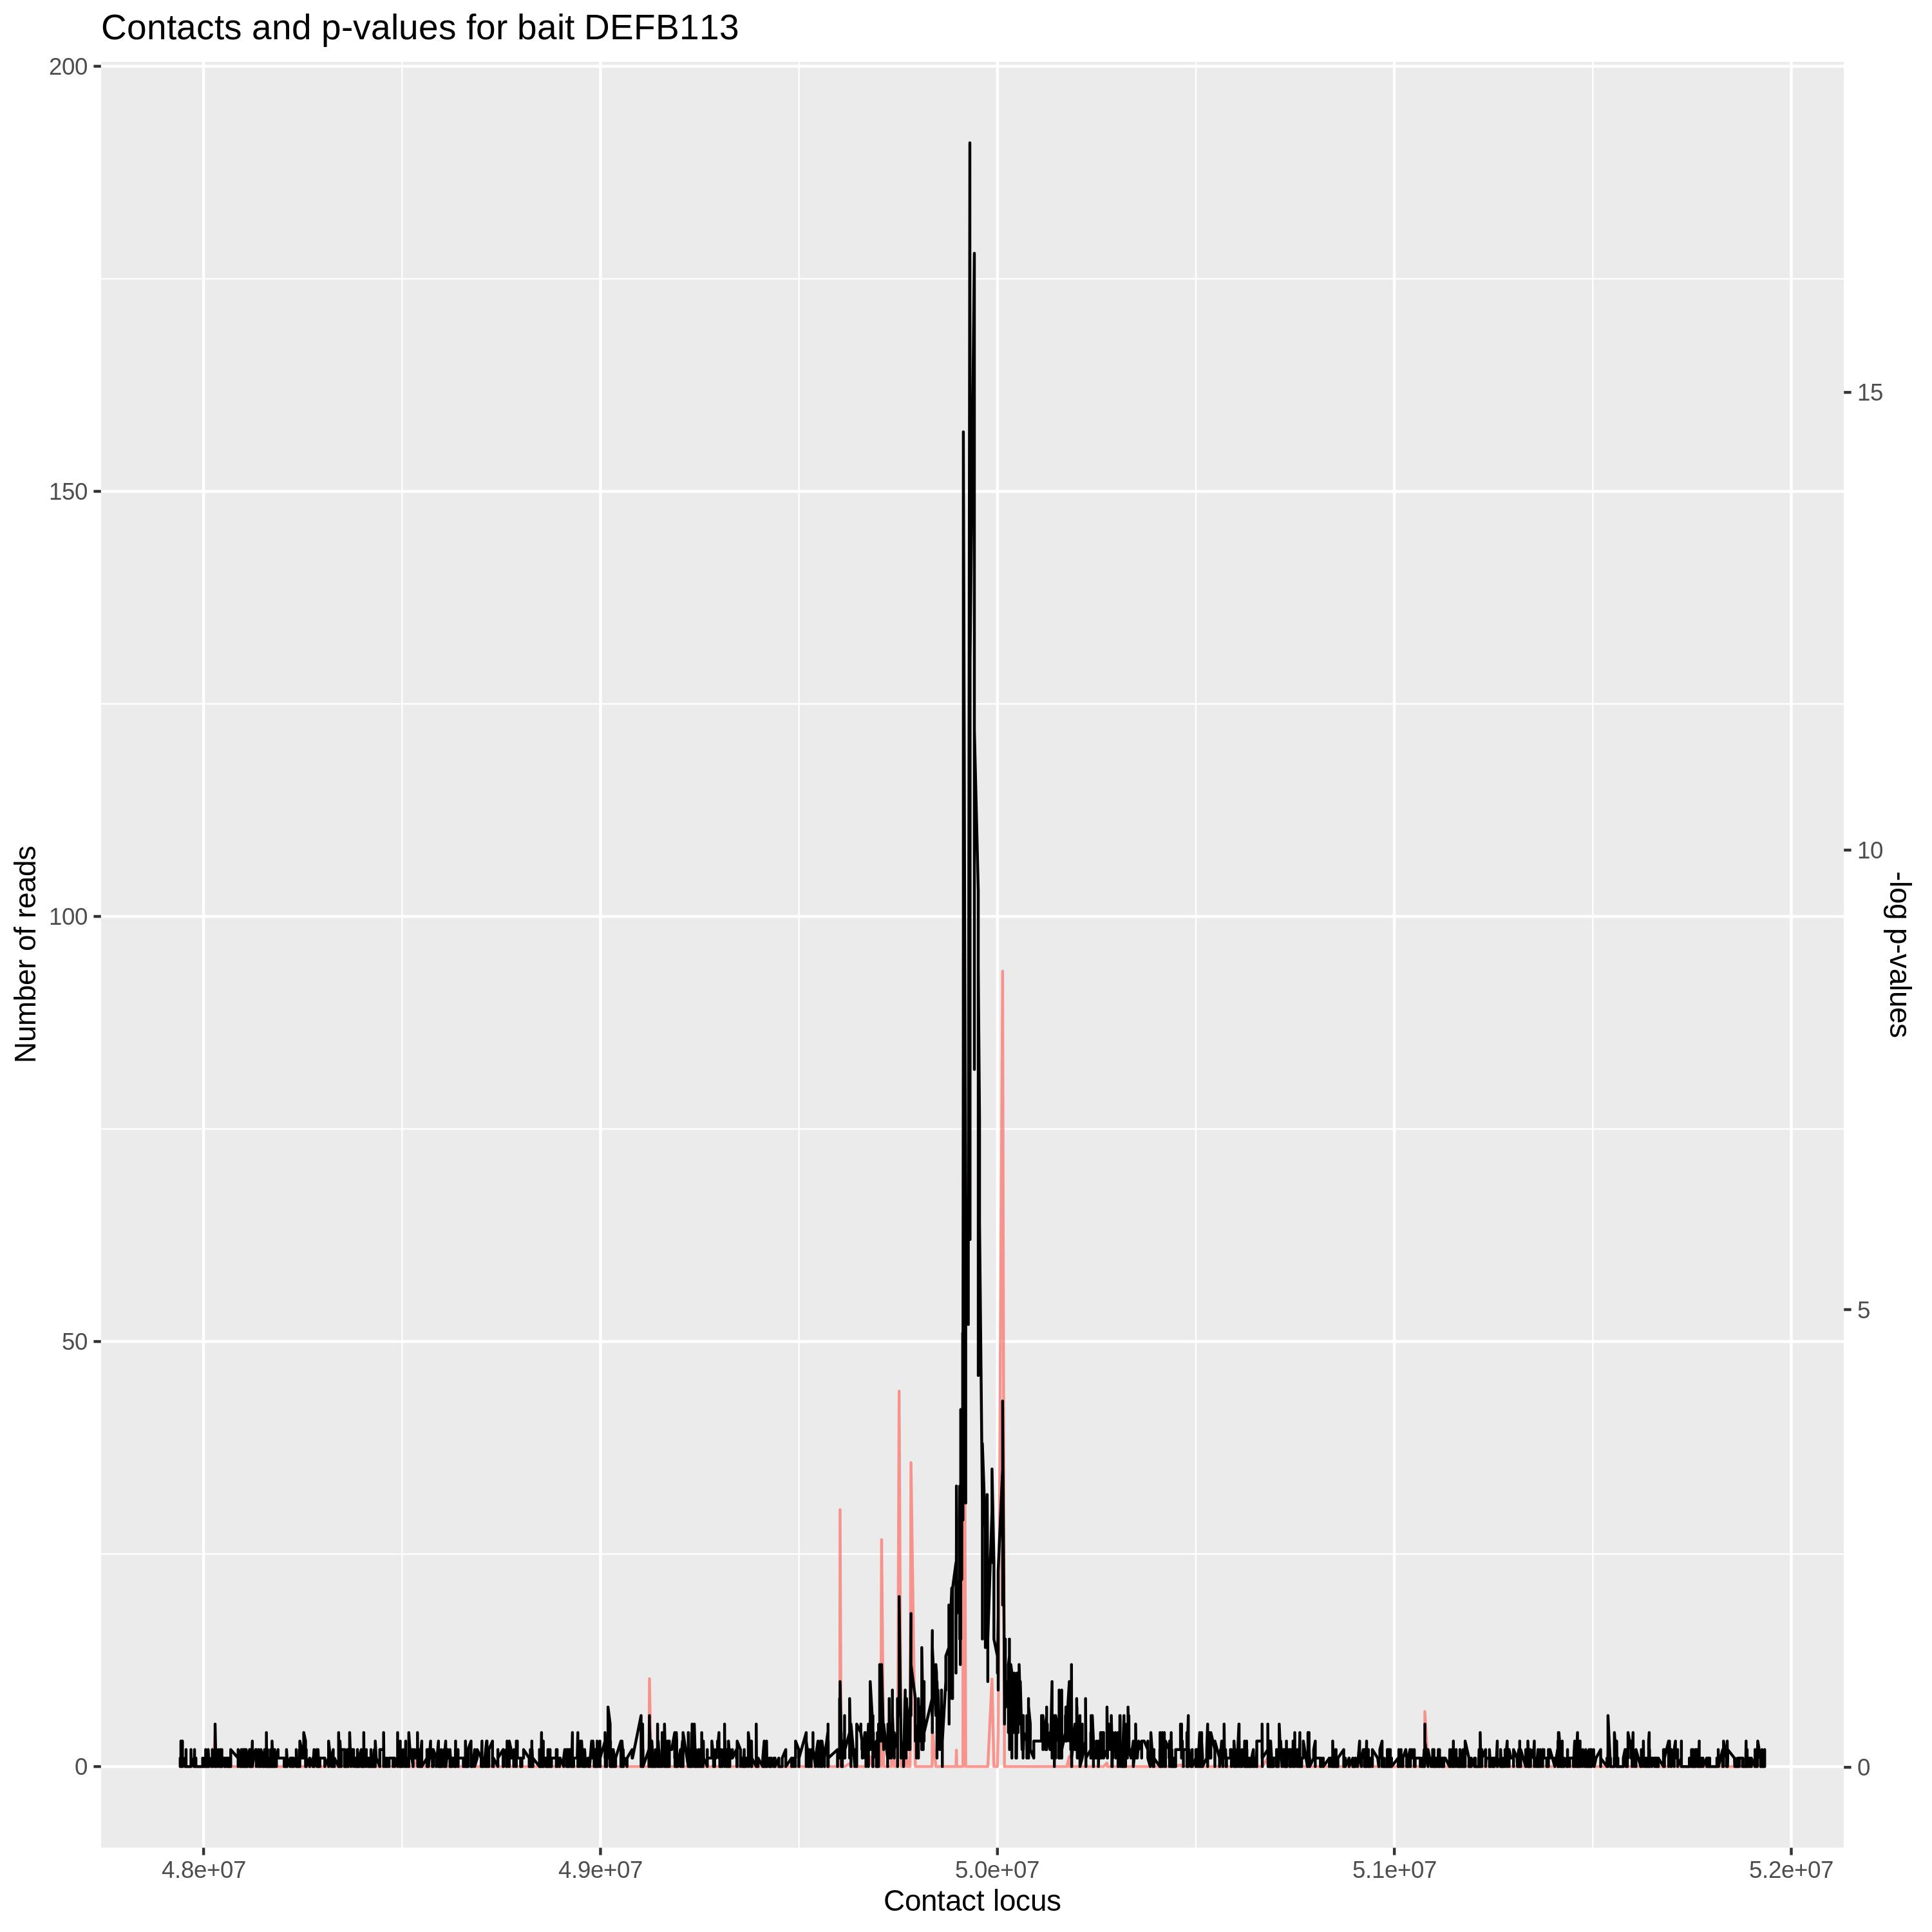 Contacts and p-values for bait DEFB113
200
150
100
50
0
Number of reads
15
10
5
0
-log p-values
4.8e+07 4.9e+07 5.0e+07 5.1e+07 5.2e+07
Contact locus